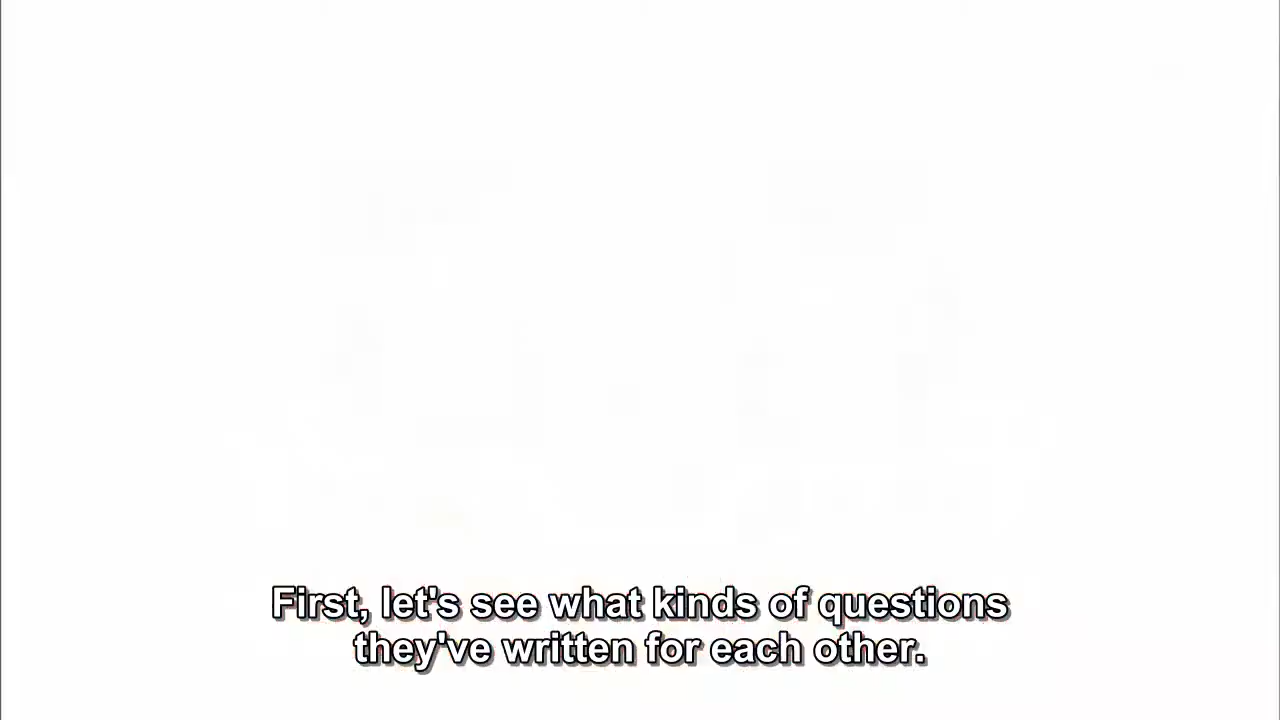 First, let's see what kinds of questions
they've written for each other.